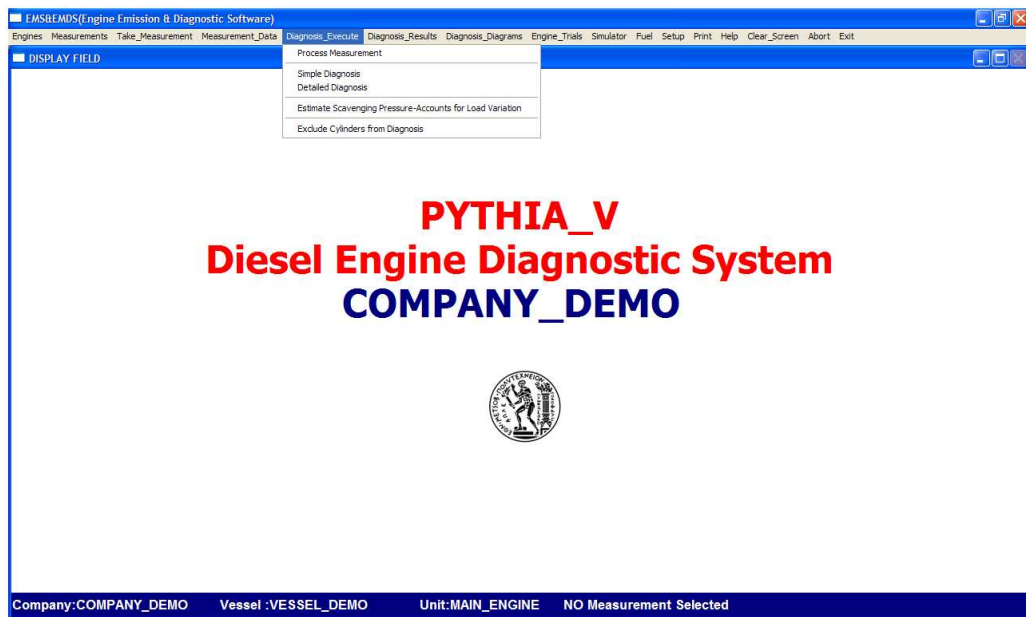 EMS&EMDS(Engine Emission & Diagnostic Software)
Engines Measurements Take_Measurement Measurement_Data Diagnosis_Execute Diagnosis_Results Diagnosis_Diagrams Engine_Trials Simulator Fuel Setup Print Help Clear_Screen Abort Exit
DISPLAY FIELD
Process Measurement
Simple Diagnosis
Detailed Diagnosis
Estimate Scavenging Pressure-Accounts for Load Variation
Exclude Cylinders from Diagnosis
PYTHIA_V
Diesel Engine Diagnostic System
COMPANY_DEMO
Company:COMPANY_DEMO Vessel :VESSEL_DEMO Unit:MAIN_ENGINE NO Measurement Selected